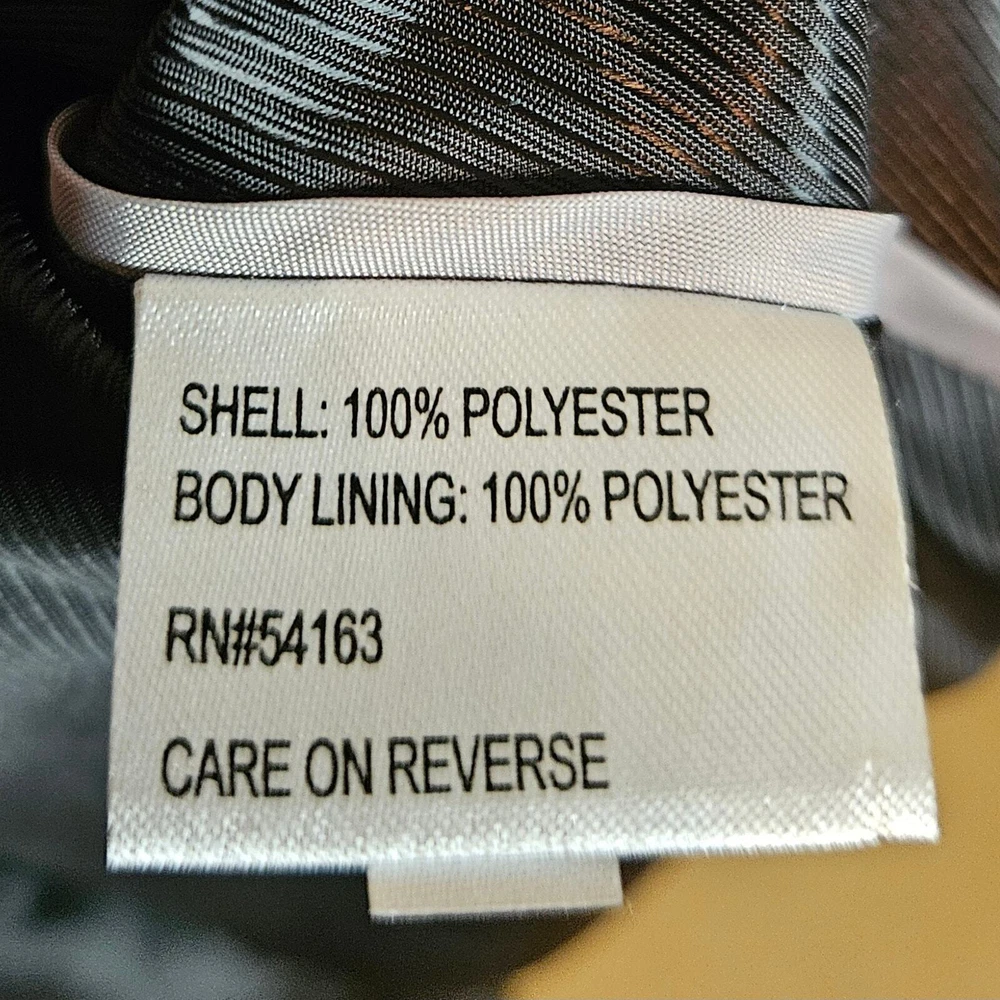 SHELL: 100% POLYESTER
BODY LINING: 100% POLYESTER
RN#54163
CARE ON REVERSE